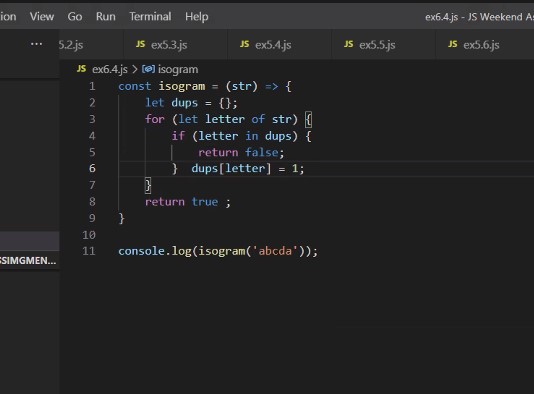 ion View Go Run Terminal Help ex6.4.js - JS Weekend As
... 5.2.js JS ex5.3.js JS ex5.4.js JS ex5.5.js JS ex5.6.js
JS ex6.4.js > isogram
1 const isogram = (str) => {
2 let dups = {};
3 for (let letter of str) {
4 if (letter in dups) {
5 return false;
6 } dups[letter] = 1;
7 }
8 return true ;
9 }
10
SSIMGMEN... 11 console.log(isogram('abcda'));